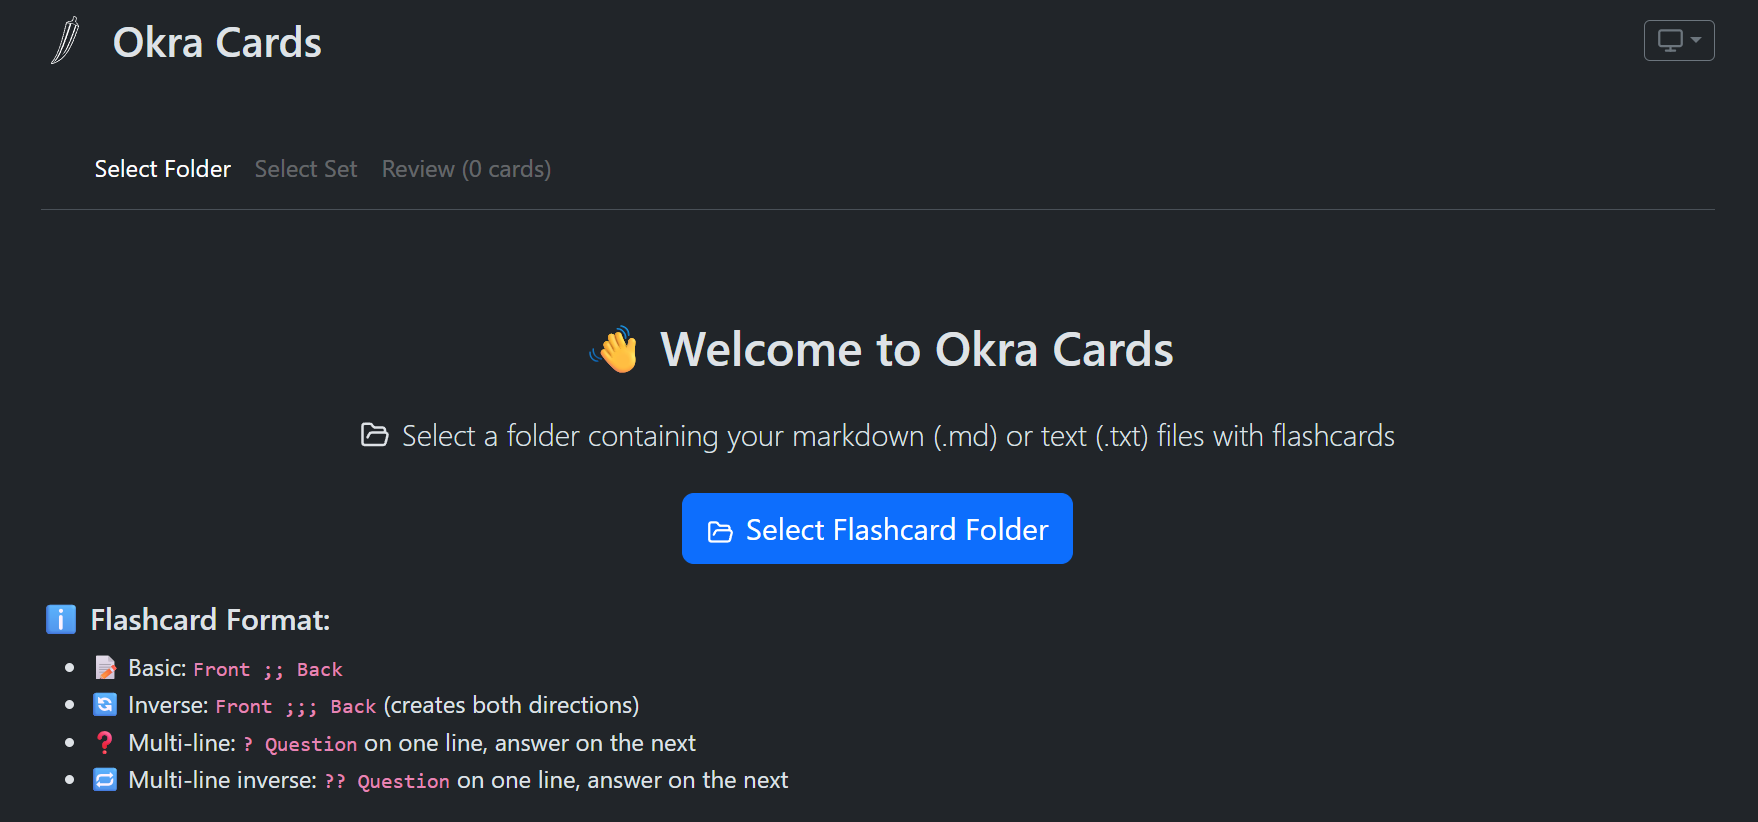 Okra Cards
Select Folder Select Set Review (0 cards)
👋 Welcome to Okra Cards
Select a folder containing your markdown (.md) or text (.txt) files with flashcards
Select Flashcard Folder
ℹ️ Flashcard Format:
• 📝 Basic: Front ;; Back
• 🔄 Inverse: Front ;;; Back (creates both directions)
• ❓ Multi-line: ? Question on one line, answer on the next
• 🔁 Multi-line inverse: ?? Question on one line, answer on the next